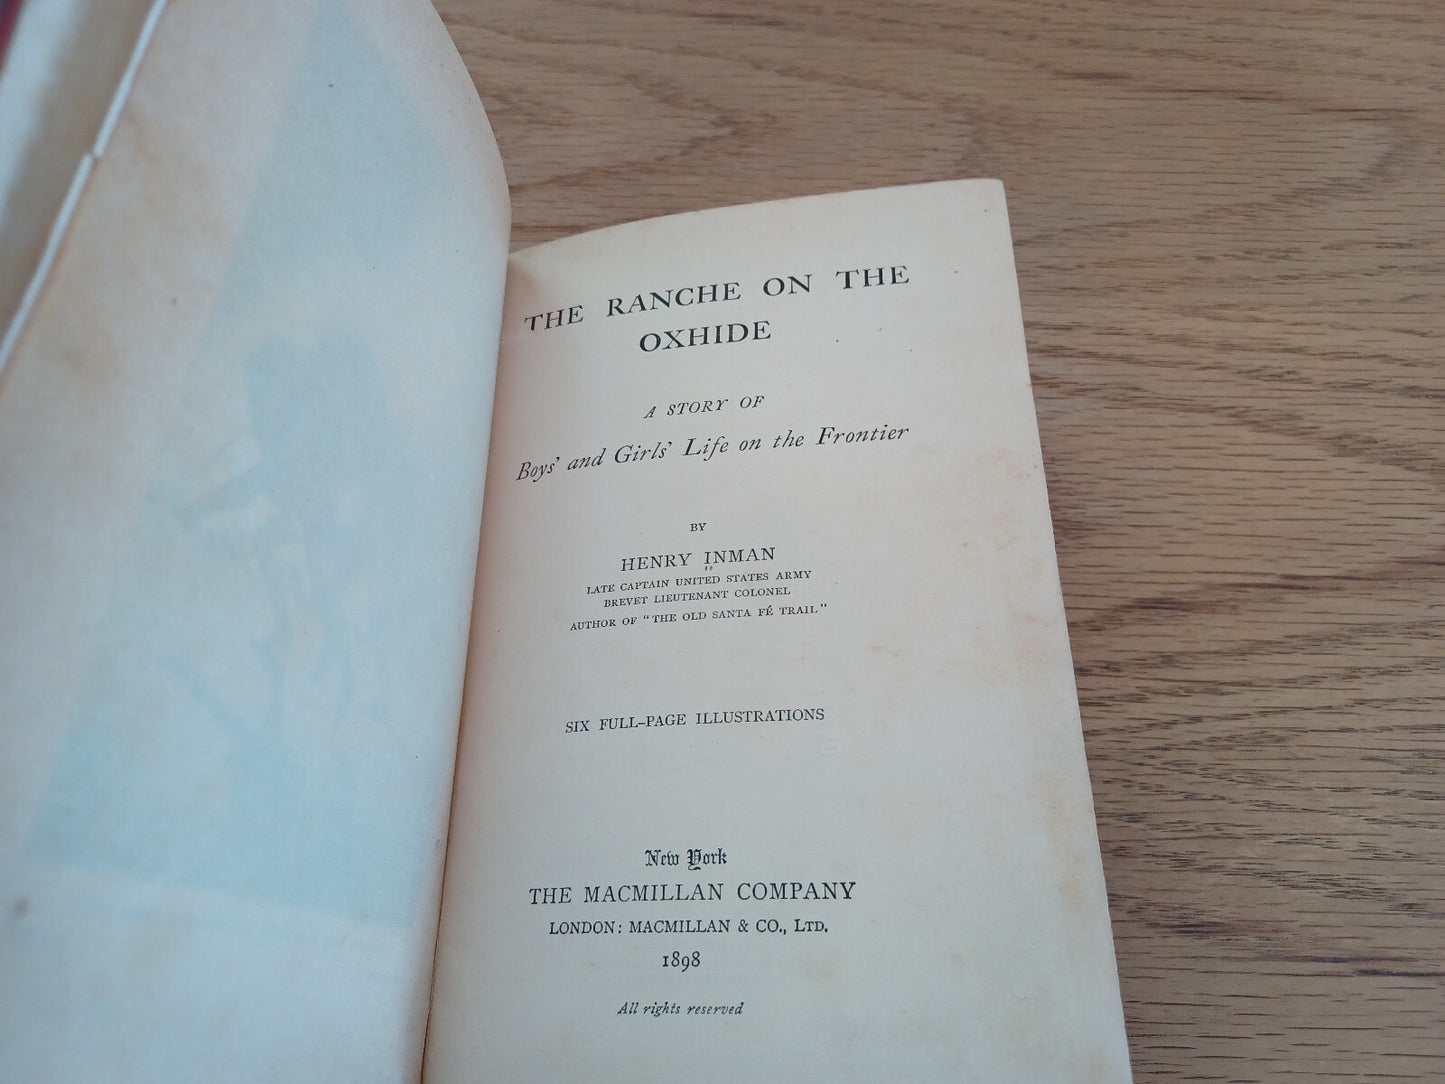 THE RANCHE ON THE
OXHIDE
A STORY OF
Boys' and Girls' Life on the Frontier
BY
HENRY INMAN
LATE CAPTAIN UNITED STATES ARMY
BREVET LIEUTENANT COLONEL
AUTHOR OF "THE OLD SANTA FÉ TRAIL"
SIX FULL-PAGE ILLUSTRATIONS
New York
THE MACMILLAN COMPANY
LONDON: MACMILLAN & CO., LTD.
1898
All rights reserved